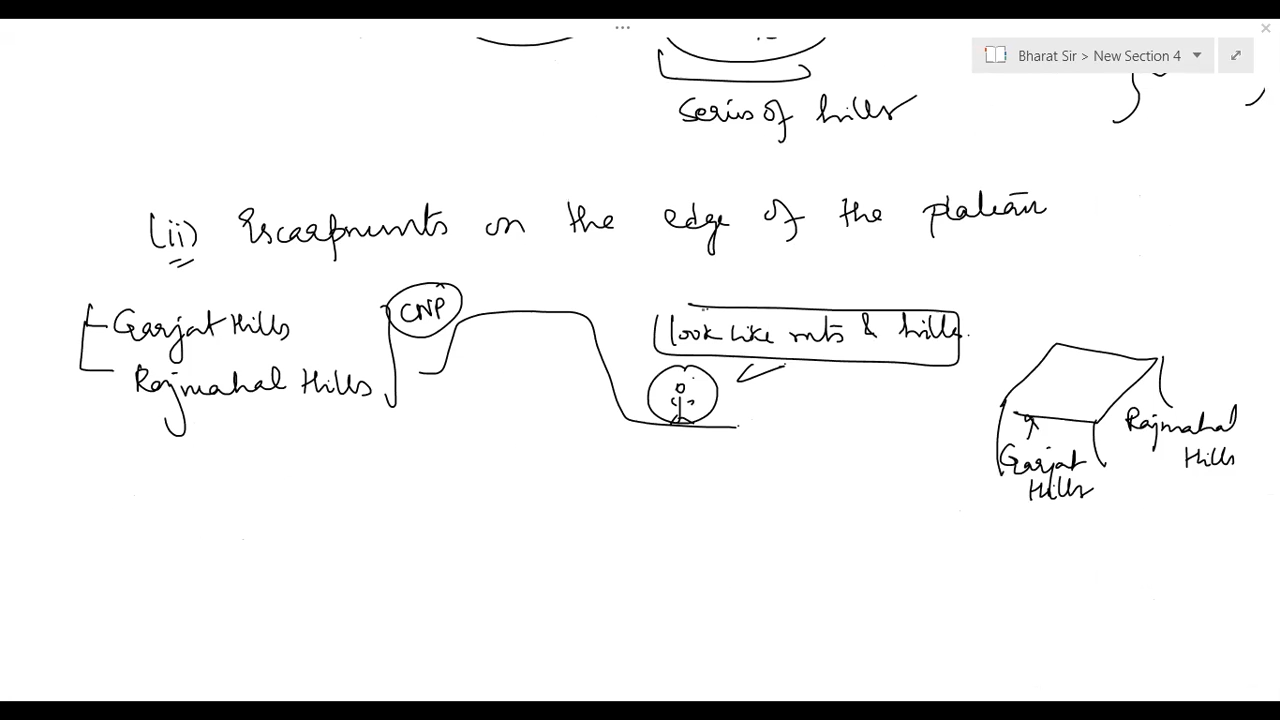 Bharat Sir > New Section 4
Series of hills
(ii) Escarpments on the edge of the plateau
Garjat Hills
CNP
look like mts & hills.
Rajmahal Hills
Rajmahal
Hills
Garjat
Hills